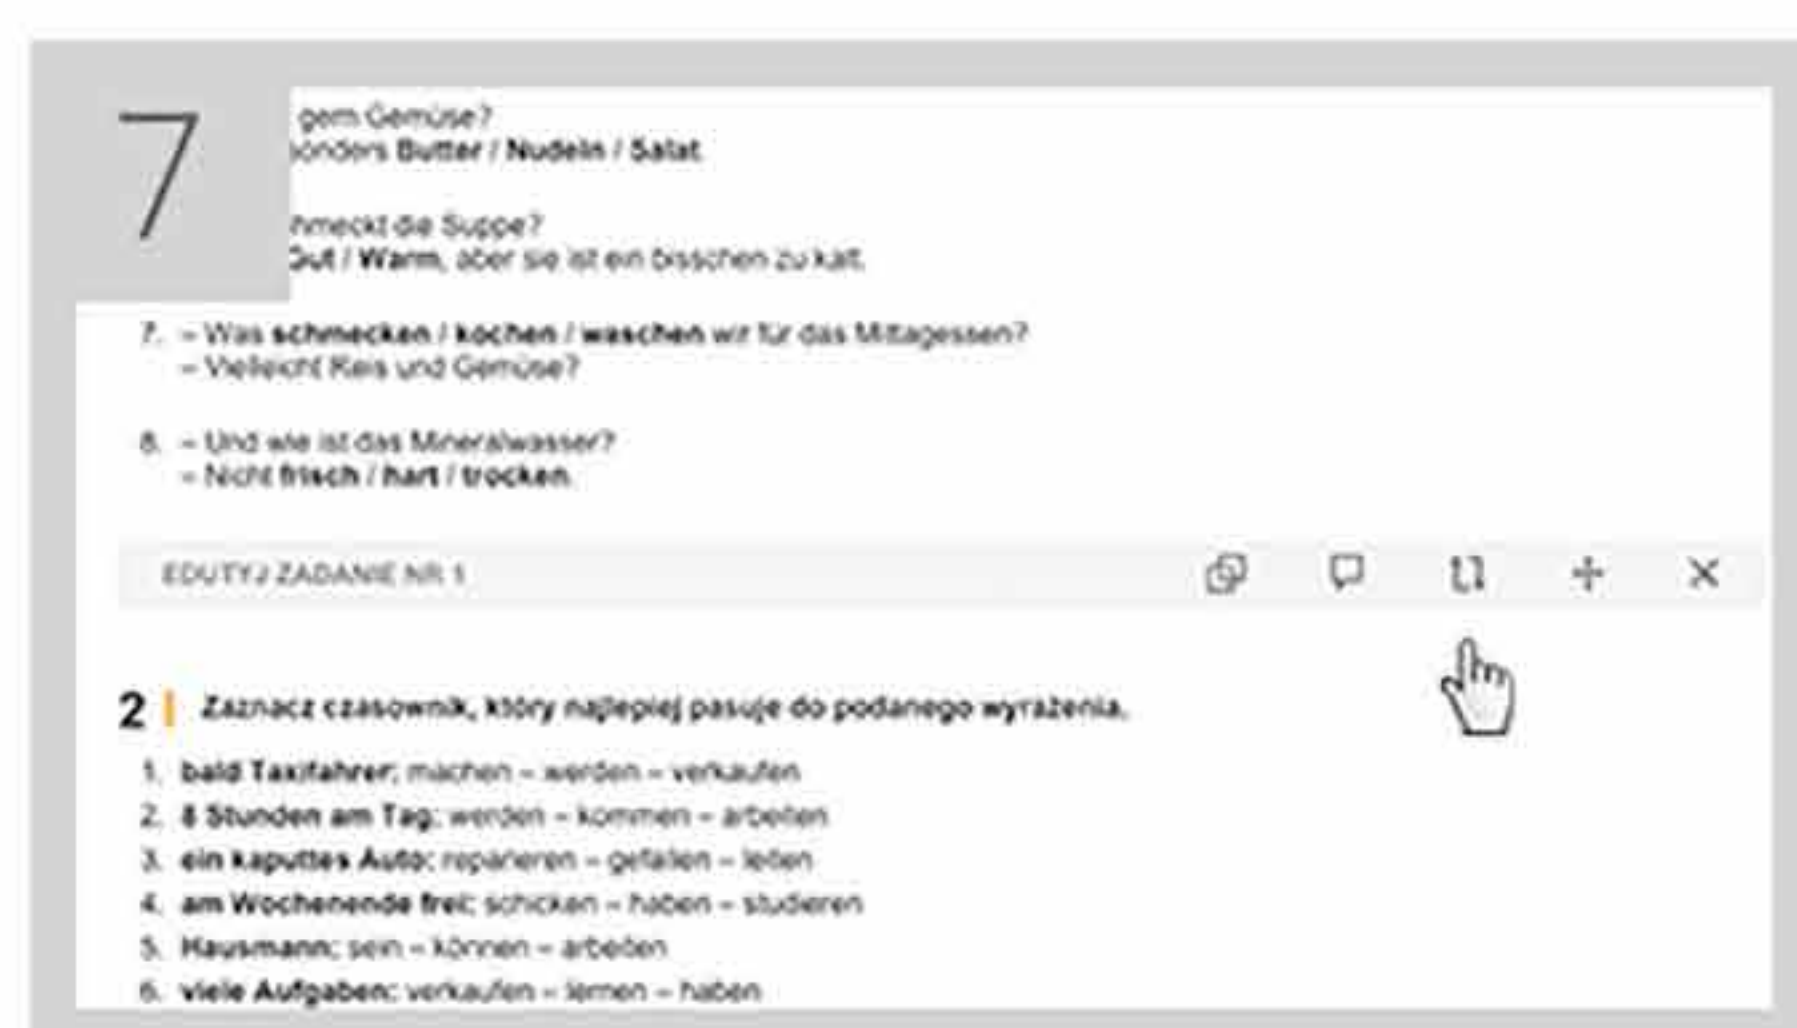 7
gern Gemüse?
sonders Butter / Nudeln / Salat.
hmeckt die Suppe?
Gut / Warm, aber sie ist ein bisschen zu kalt.
7. – Was schmecken / kochen / waschen wir für das Mittagessen?
– Vielleicht Reis und Gemüse?
8. – Und wie ist das Mineralwasser?
– Nicht frisch / hart / trocken.
EDUTYJ ZADANIE NR 1
2 | Zaznacz czasownik, który najlepiej pasuje do podanego wyrażenia.
1. bald Taxifahrer: machen – werden – verkaufen
2. 8 Stunden am Tag: werden – kommen – arbeiten
3. ein kaputtes Auto: reparieren – gefallen – leiten
4. am Wochenende frei: schicken – haben – studieren
5. Hausmann: sein – können – arbeiten
6. viele Aufgaben: verkaufen – lernen – haben